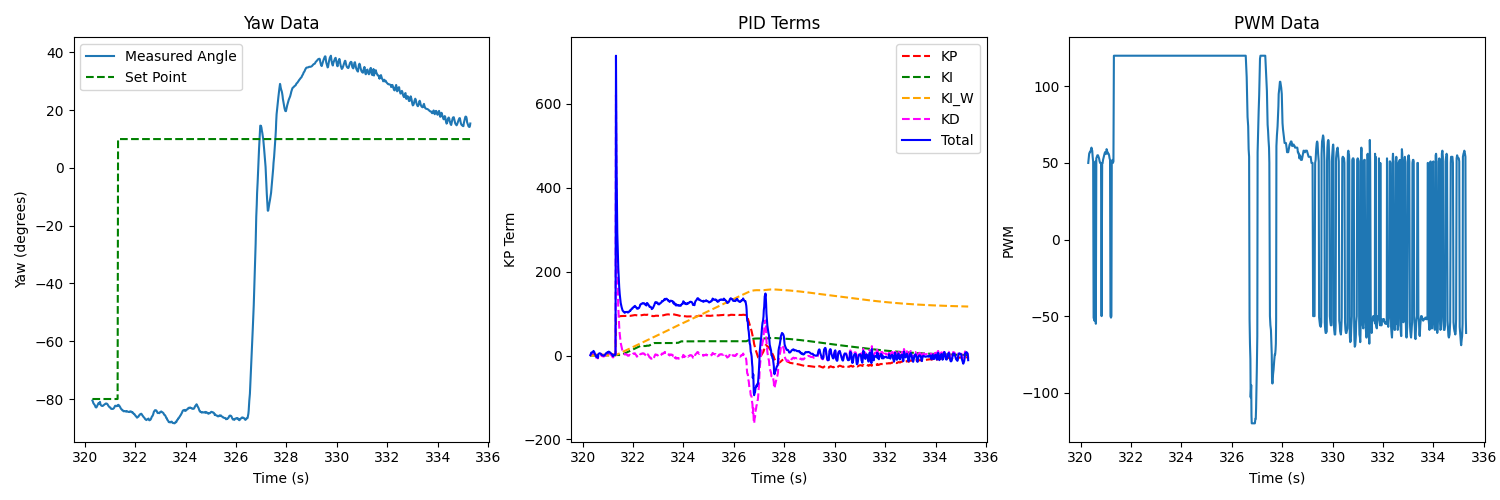 Yaw Data
Measured Angle
Set Point
Yaw (degrees)
40
20
0
−20
−40
−60
−80
320 322 324 326 328 330 332 334 336
Time (s)
PID Terms
KP
KI
KI_W
KD
Total
KP Term
600
400
200
0
−200
320 322 324 326 328 330 332 334 336
Time (s)
PWM Data
PWM
100
50
0
−50
−100
320 322 324 326 328 330 332 334 336
Time (s)